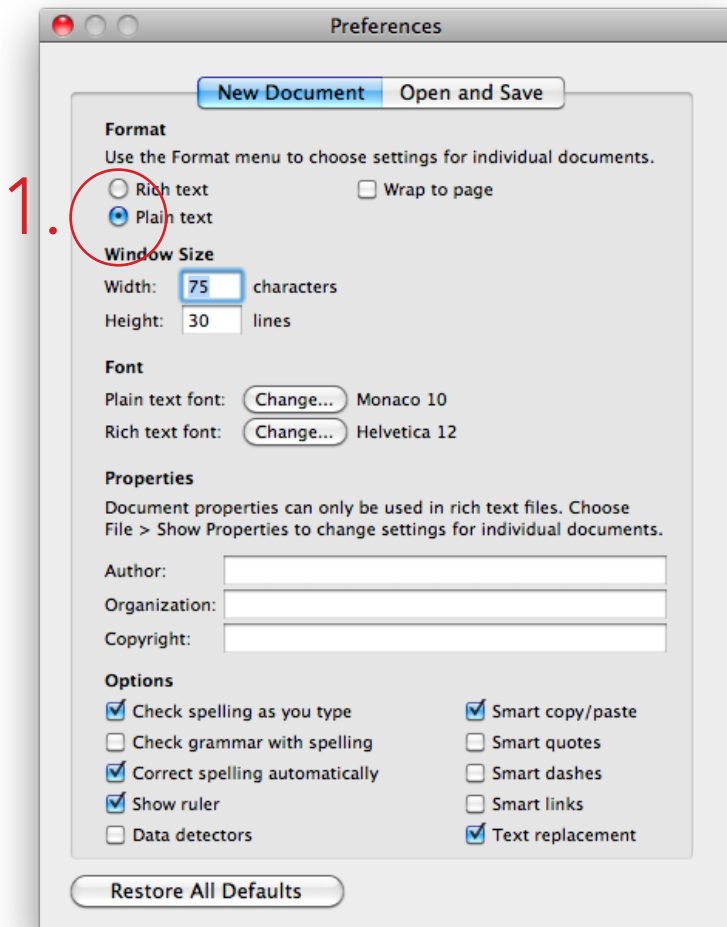 Preferences
New Document Open and Save
Format
Use the Format menu to choose settings for individual documents.
1.
Rich text Wrap to page
Plain text
Window Size
Width: 75 characters
Height: 30 lines
Font
Plain text font: Change... Monaco 10
Rich text font: Change... Helvetica 12
Properties
Document properties can only be used in rich text files. Choose
File > Show Properties to change settings for individual documents.
Author:
Organization:
Copyright:
Options
Check spelling as you type Smart copy/paste
Check grammar with spelling Smart quotes
Correct spelling automatically Smart dashes
Show ruler Smart links
Data detectors Text replacement
Restore All Defaults